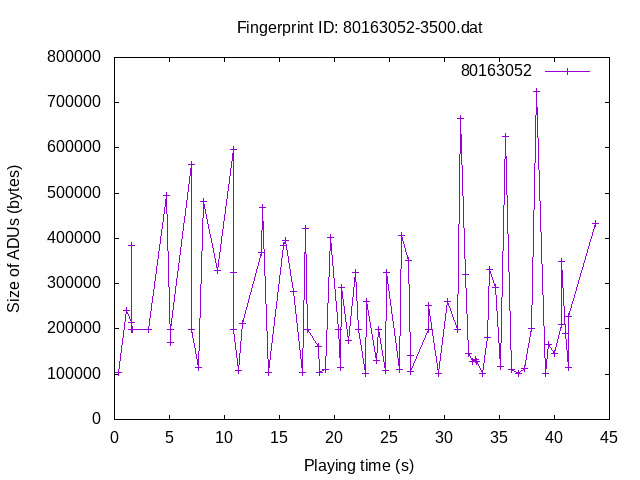 Fingerprint ID: 80163052-3500.dat
80163052
Size of ADUs (bytes)
800000
700000
600000
500000
400000
300000
200000
100000
0
0 5 10 15 20 25 30 35 40 45
Playing time (s)